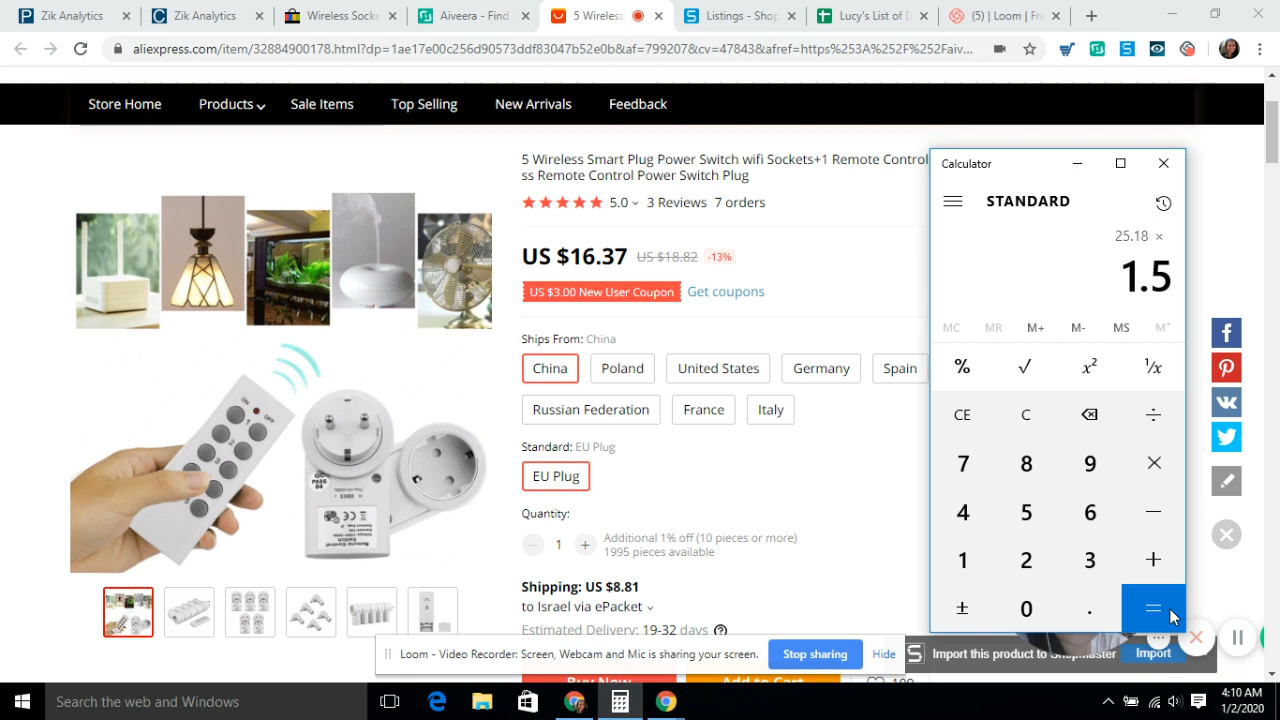 Zik Analytics
Zik Analytics
Wireless Socke
Aiveera - Find a
5 Wireless
Listings - Shop
Lucy's List of D
(5) | Loom | Fre
aliexpress.com/item/32884900178.html?dp=1ae17e00c256d90573ddf83047b52e0b&af=799207&cv=47843&afref=https%253A%252F%252Faiv...
Store Home
Products
Sale Items
Top Selling
New Arrivals
Feedback
5 Wireless Smart Plug Power Switch wifi Sockets+1 Remote Control
ss Remote Control Power Switch Plug
5.0 3 Reviews 7 orders
US $16.37 US $18.82 -13%
US $3.00 New User Coupon Get coupons
Ships From: China
China Poland United States Germany Spain
Russian Federation France Italy
Standard: EU Plug
EU Plug
Quantity:
1 Additional 1% off (10 pieces or more)
1995 pieces available
Shipping: US $8.81
to Israel via ePacket
Estimated Delivery: 19-32 days
Buy Now
Add to Cart
Calculator
STANDARD
25.18 ×
1.5
MC MR M+ M- MS M
% √ x² ¹/x
CE C ÷
7 8 9 ×
4 5 6 −
1 2 3 +
± 0 . =
ON
Loom - Video Recorder: Screen, Webcam and Mic is sharing your screen.
Stop sharing
Hide
Import this product to Shopmaster
Import
Search the web and Windows
4:10 AM
1/2/2020